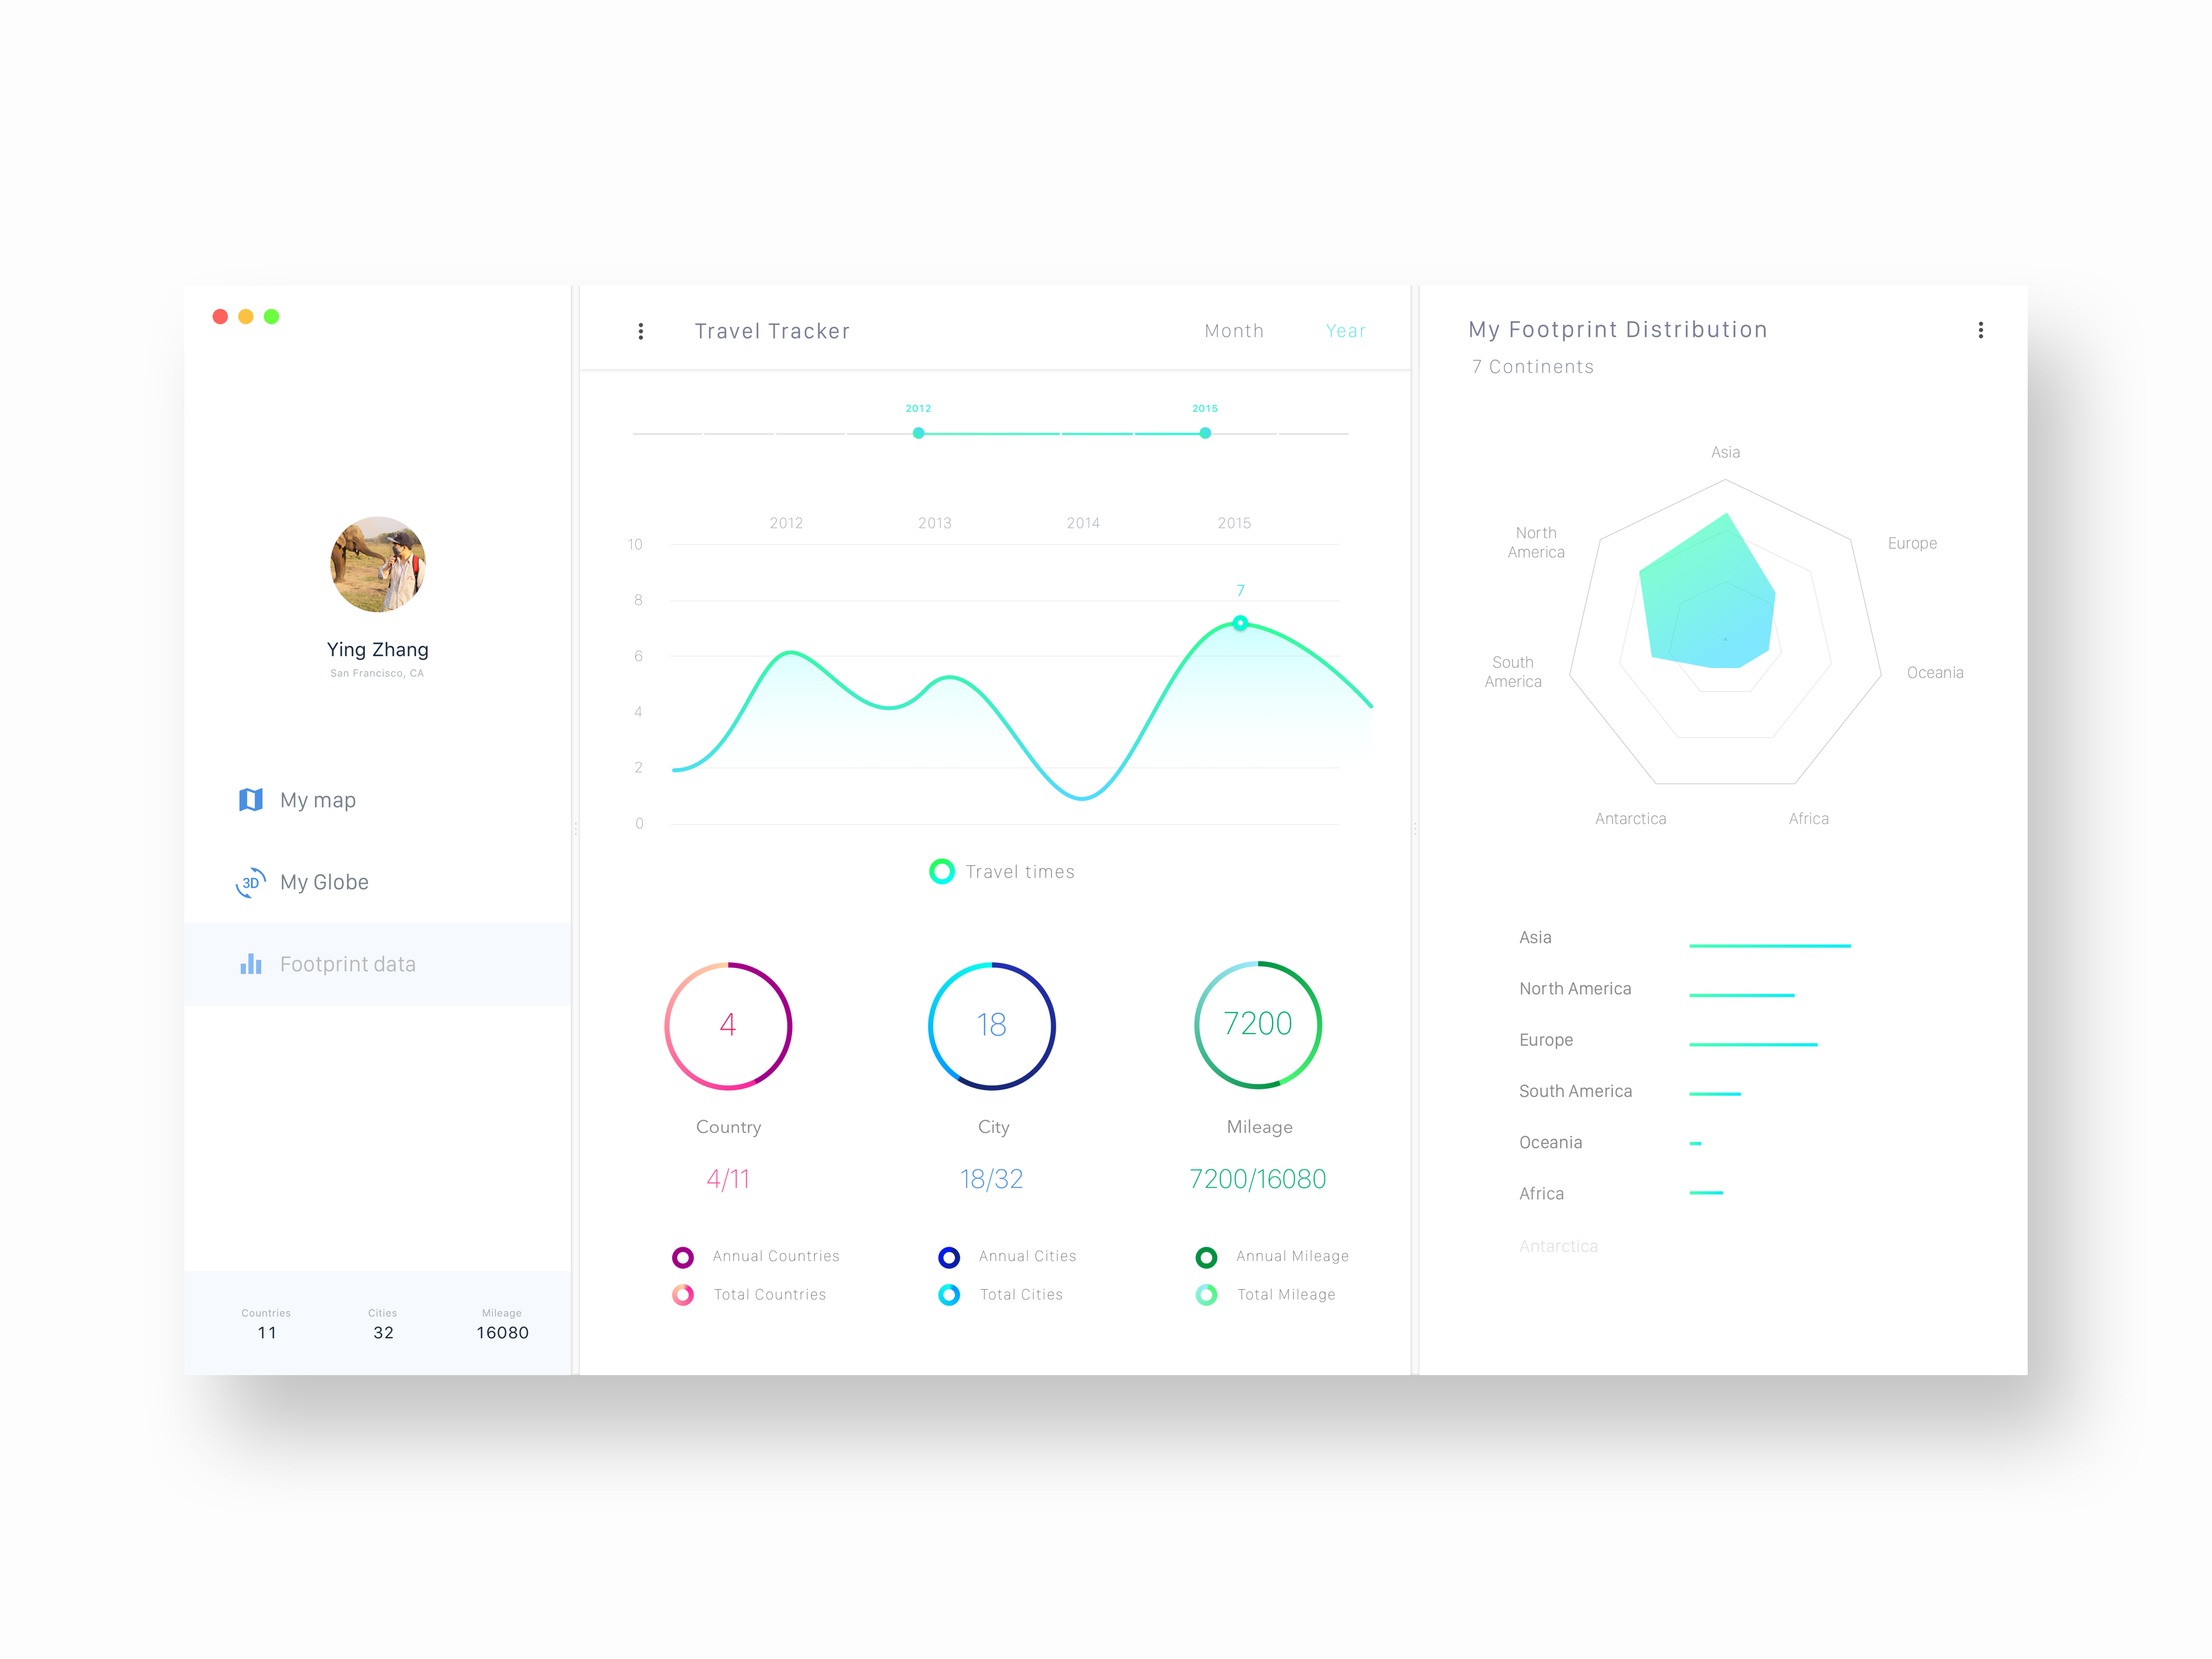 Ying Zhang
San Francisco, CA
My map
3D
My Globe
Footprint data
Countries
11
Cities
32
Mileage
16080
Travel Tracker
Month
Year
2012
2015
2012
2013
2014
2015
10
8
6
4
2
0
7
Travel times
4
18
7200
Country
City
Mileage
4/11
18/32
7200/16080
Annual Countries
Total Countries
Annual Cities
Total Cities
Annual Mileage
Total Mileage
My Footprint Distribution
7 Continents
Asia
North
America
Europe
South
America
Oceania
Antarctica
Africa
Asia
North America
Europe
South America
Oceania
Africa
Antarctica